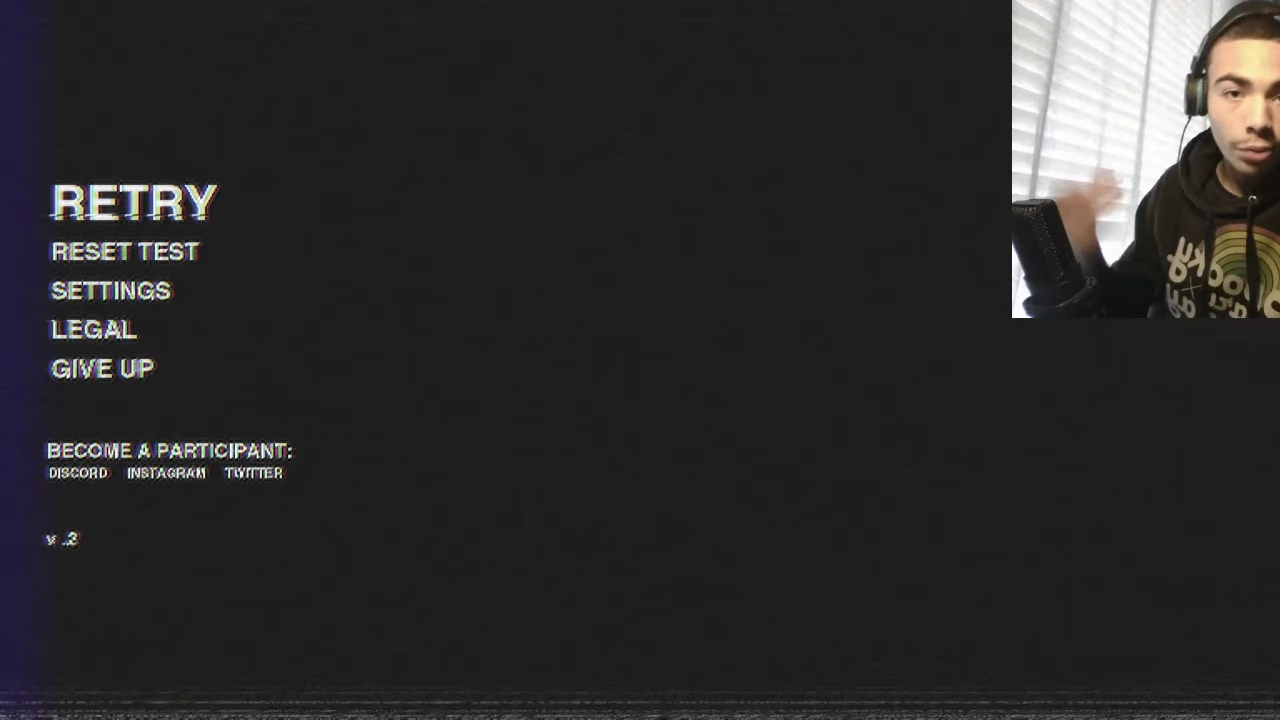 RETRY
RESET TEST
SETTINGS
LEGAL
GIVE UP
BECOME A PARTICIPANT:
DISCORD INSTAGRAM TWITTER
v .2